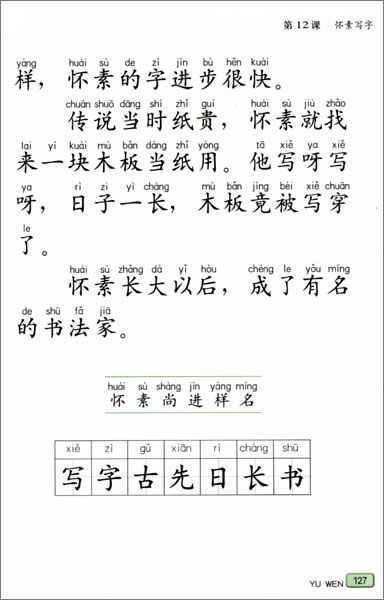 第12课 怀素写字
yàng huái sù de zì jìn bù hěn kuài
样，怀素的字进步很快。
chuán shuō dāng shí zhǐ guì huái sù jiù zhǎo
传说当时纸贵，怀素就找
lai yí kuài mù bǎn dàng zhǐ yòng tā xiě ya xiě
来一块木板当纸用。他写呀写
ya rì zi yì cháng mù bǎn jìng bèi xiě chuān
呀，日子一长，木板竟被写穿
le
了。
huái sù zhǎng dà yǐ hòu chéng le yǒu míng
怀素长大以后，成了有名
de shū fǎ jiā
的书法家。
huái sù shàng jìn yàng míng
怀素尚进样名
xiě zì gǔ xiān rì cháng shū
写字古先日长书
YU WEN 127